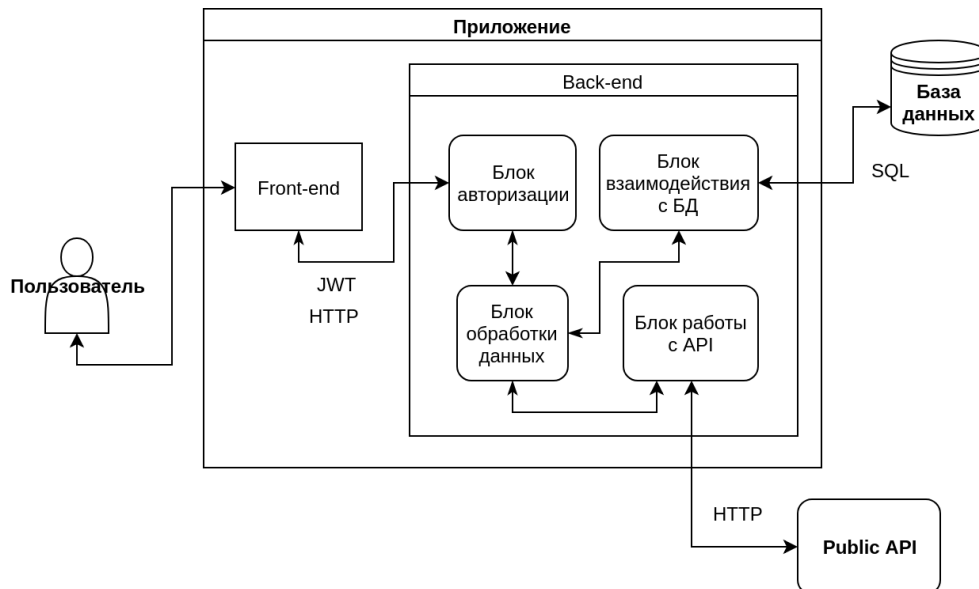 Приложение
Back-end
База
данных
Front-end
Блок
авторизации
Блок
взаимодействия
с БД
SQL
Пользователь
JWT
HTTP
Блок
обработки
данных
Блок работы
с API
HTTP
Public API